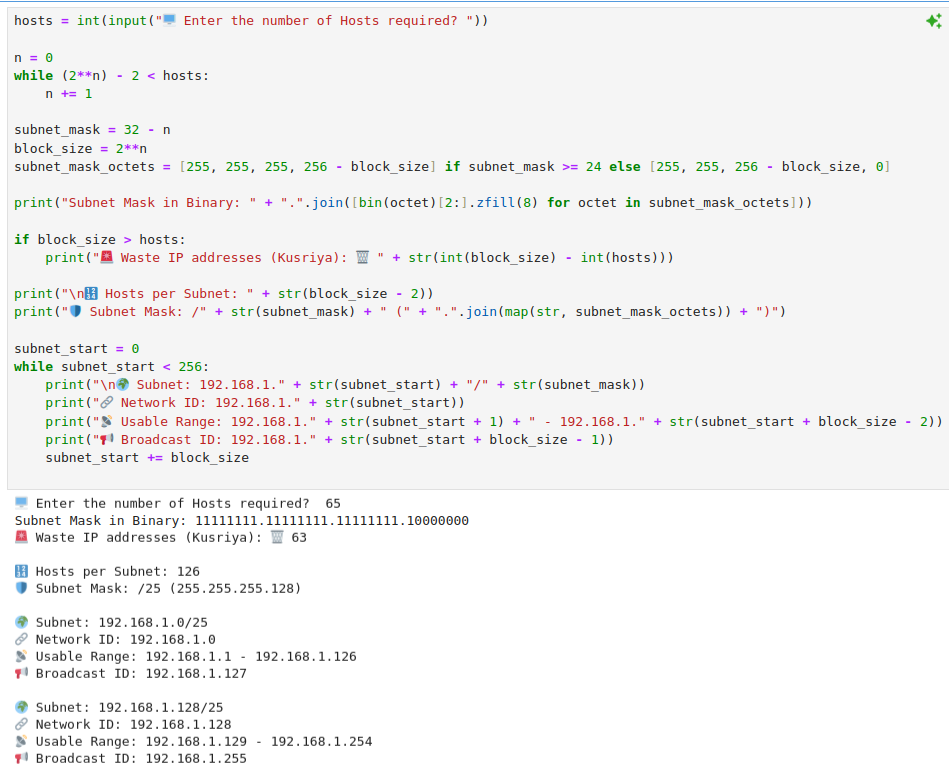 hosts = int(input("🖥️ Enter the number of Hosts required? "))
n = 0
while (2**n) - 2 < hosts:
    n += 1
subnet_mask = 32 - n
block_size = 2**n
subnet_mask_octets = [255, 255, 255, 256 - block_size] if subnet_mask >= 24 else [255, 255, 256 - block_size, 0]
print("Subnet Mask in Binary: " + ".".join([bin(octet)[2:].zfill(8) for octet in subnet_mask_octets]))
if block_size > hosts:
    print("🚨 Waste IP addresses (Kusriya): 🗑️ " + str(int(block_size) - int(hosts)))
print("\n🔢 Hosts per Subnet: " + str(block_size - 2))
print("🛡️ Subnet Mask: /" + str(subnet_mask) + " (" + ".".join(map(str, subnet_mask_octets)) + ")")
subnet_start = 0
while subnet_start < 256:
    print("\n🌍 Subnet: 192.168.1." + str(subnet_start) + "/" + str(subnet_mask))
    print("🔗 Network ID: 192.168.1." + str(subnet_start))
    print("📡 Usable Range: 192.168.1." + str(subnet_start + 1) + " - 192.168.1." + str(subnet_start + block_size - 2))
    print("📢 Broadcast ID: 192.168.1." + str(subnet_start + block_size - 1))
    subnet_start += block_size
🖥️ Enter the number of Hosts required?  65
Subnet Mask in Binary: 11111111.11111111.11111111.10000000
🚨 Waste IP addresses (Kusriya): 🗑️ 63
🔢 Hosts per Subnet: 126
🛡️ Subnet Mask: /25 (255.255.255.128)
🌍 Subnet: 192.168.1.0/25
🔗 Network ID: 192.168.1.0
📡 Usable Range: 192.168.1.1 - 192.168.1.126
📢 Broadcast ID: 192.168.1.127
🌍 Subnet: 192.168.1.128/25
🔗 Network ID: 192.168.1.128
📡 Usable Range: 192.168.1.129 - 192.168.1.254
📢 Broadcast ID: 192.168.1.255